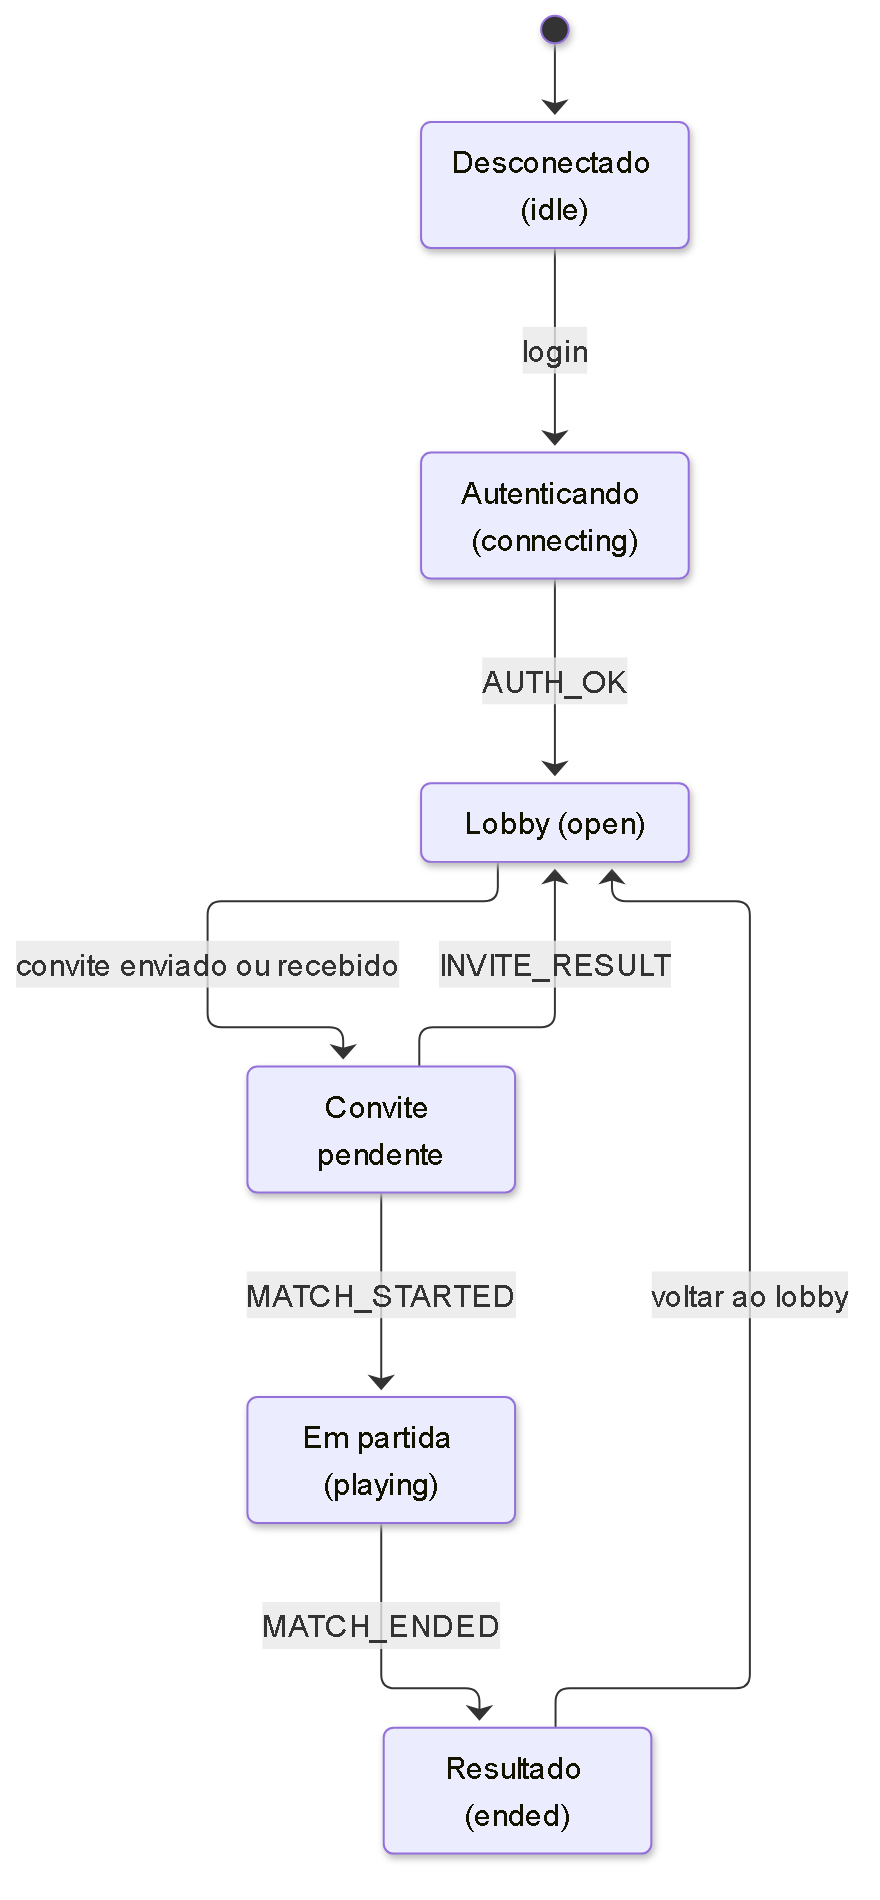 Desconectado
(idle)
login
Autenticando
(connecting)
AUTH_OK
Lobby (open)
convite enviado ou recebido
INVITE_RESULT
Convite
pendente
MATCH_STARTED
voltar ao lobby
Em partida
(playing)
MATCH_ENDED
Resultado
(ended)